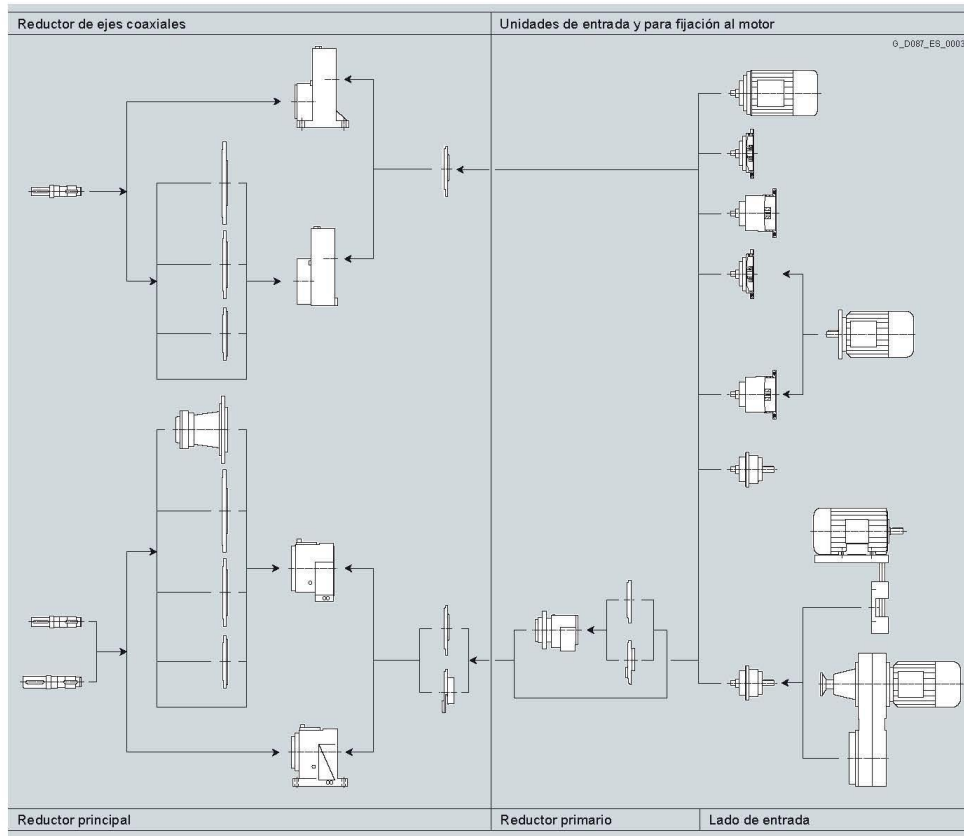 Reductor de ejes coaxiales
Unidades de entrada y para fijación al motor
G_D087_ES_0003
Reductor principal
Reductor primario
Lado de entrada